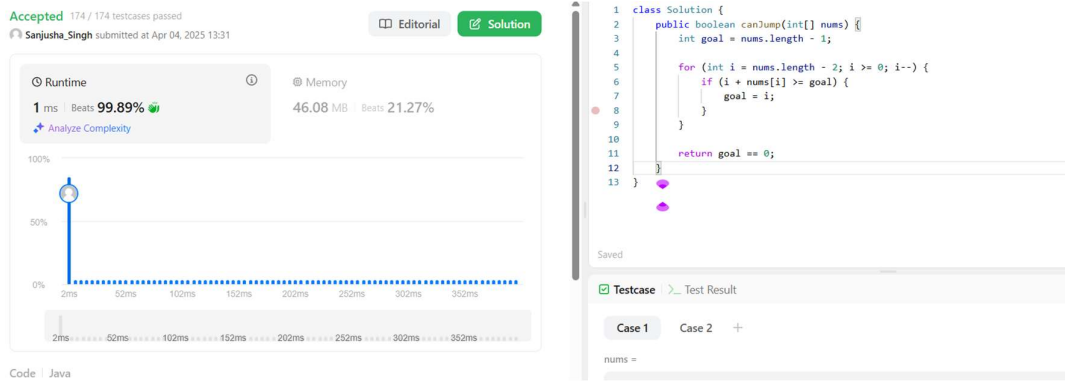 Accepted 174 / 174 testcases passed
Sanjusha_Singh submitted at Apr 04, 2025 13:31
Editorial
Solution
Runtime
1 ms | Beats 99.89%
Analyze Complexity
Memory
46.08 MB | Beats 21.27%
100%
50%
0%
2ms 52ms 102ms 152ms 202ms 252ms 302ms 352ms
2ms 52ms 102ms 152ms 202ms 252ms 302ms 352ms
Code | Java
1 class Solution {
2 public boolean canJump(int[] nums) {
3 int goal = nums.length - 1;
4
5 for (int i = nums.length - 2; i >= 0; i--) {
6 if (i + nums[i] >= goal) {
7 goal = i;
8 }
9 }
10
11 return goal == 0;
12 }
13 }
Saved
Testcase | >_ Test Result
Case 1 Case 2 +
nums =